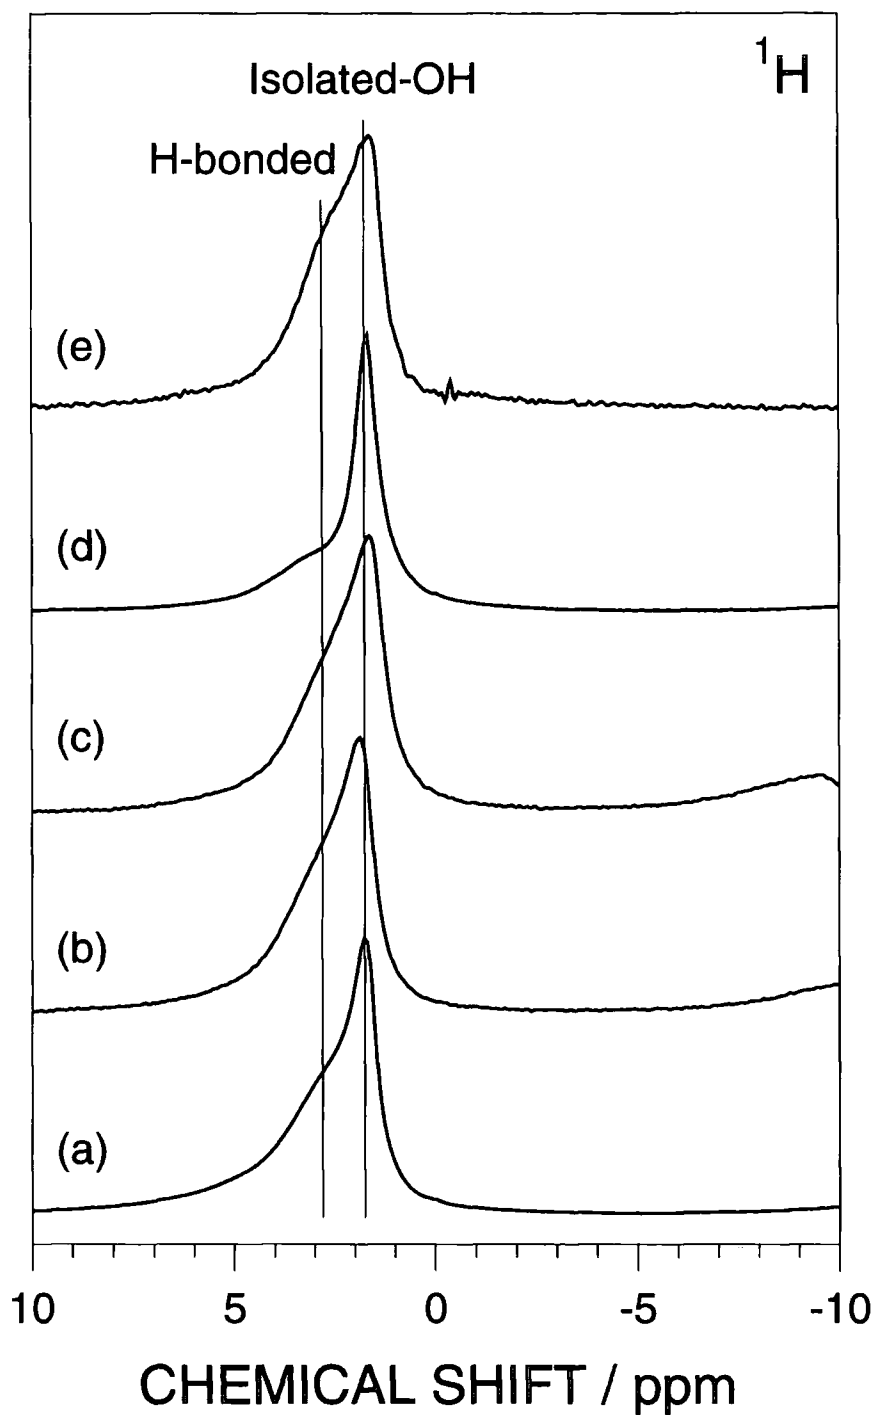 ¹H
Isolated-OH
H-bonded
(e)
(d)
(c)
(b)
(a)
10 5 0 -5 -10
CHEMICAL SHIFT / ppm